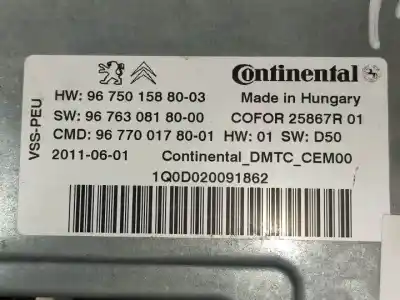 Continental
HW: 96 750 158 80-03
Made in Hungary
SW: 96 763 081 80-00
COFOR 25867R 01
CMD: 96 770 017 80-01 HW: 01 SW: D50
2011-06-01 Continental_DMTC_CEM00
1Q0D020091862
VSS-PEU